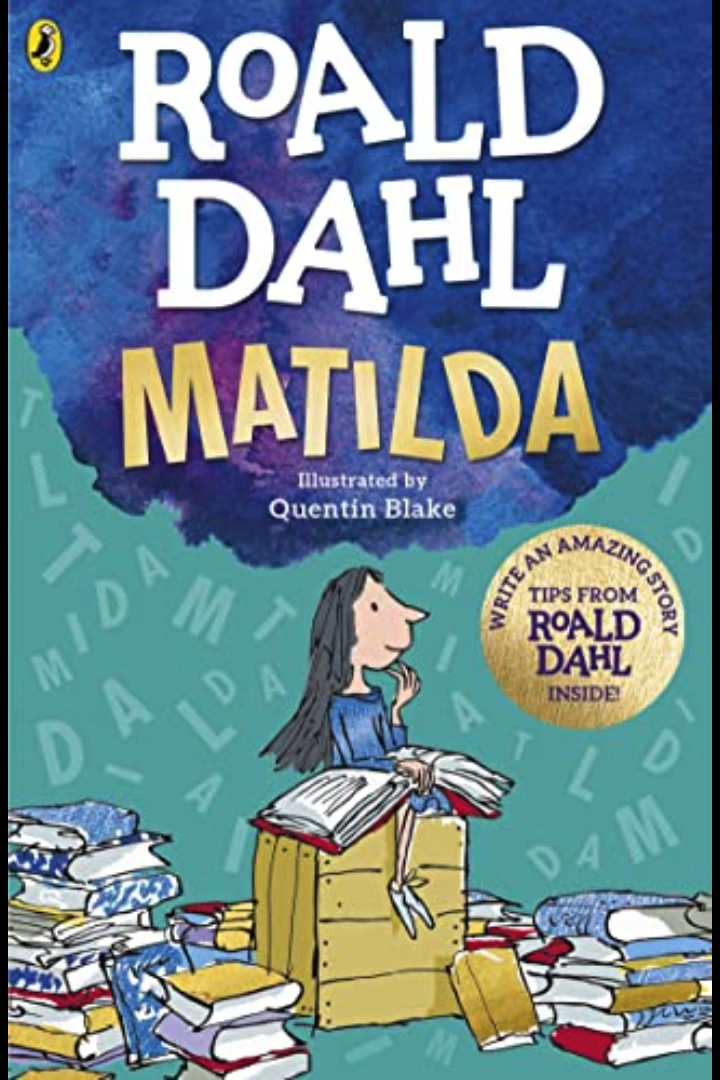 ROALD
DAHL
MATILDA
Illustrated by
Quentin Blake
WRITE AN AMAZING STORY
TIPS FROM
ROALD
DAHL
INSIDE!